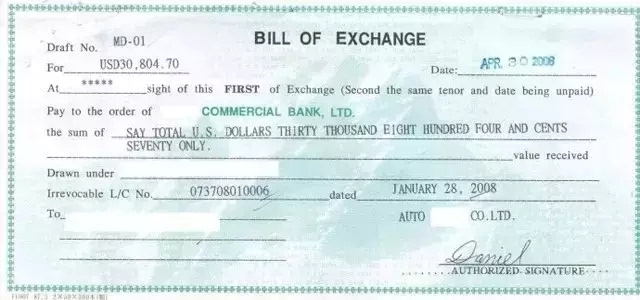 BILL OF EXCHANGE
Draft No. MD-01
For USD30,804.70 Date: APR 30 2008
At ***** sight of this FIRST of Exchange (Second the same tenor and date being unpaid)
Pay to the order of COMMERCIAL BANK, LTD.
the sum of SAY TOTAL U.S. DOLLARS THIRTY THOUSAND EIGHT HUNDRED FOUR AND CENTS
SEVENTY ONLY. value received
Drawn under
Irrevocable L/C No. 073708010006 dated JANUARY 28, 2008
To AUTO CO.LTD.
Daniel
AUTHORIZED SIGNATURE